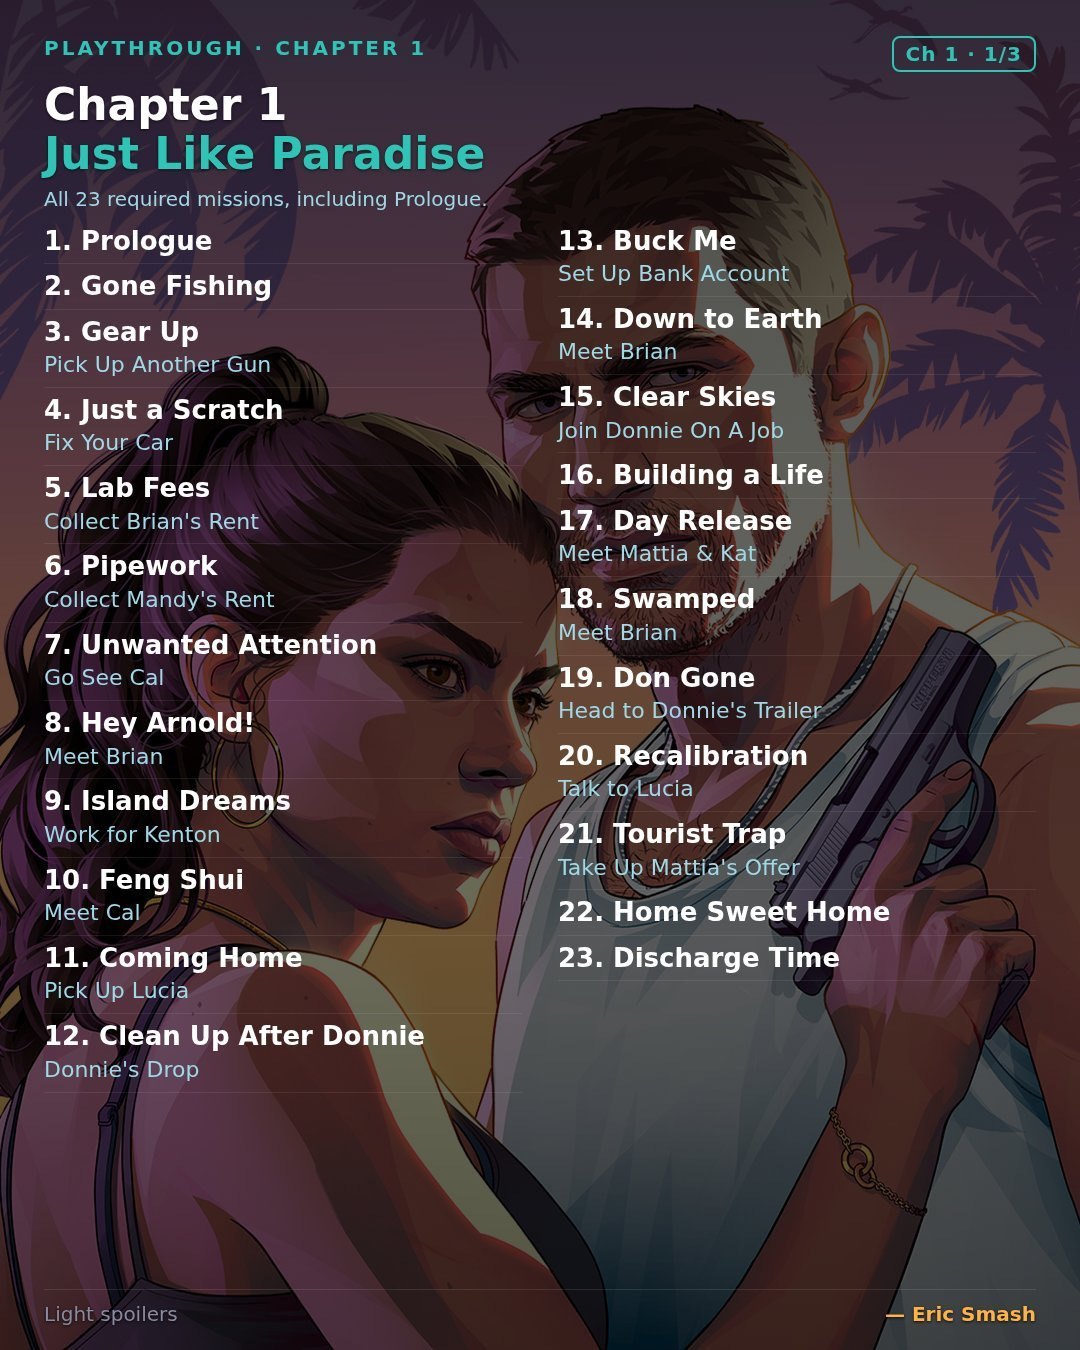 PLAYTHROUGH · CHAPTER 1
Ch 1 · 1/3
Chapter 1
Just Like Paradise
All 23 required missions, including Prologue.
1. Prologue
2. Gone Fishing
3. Gear Up
Pick Up Another Gun
4. Just a Scratch
Fix Your Car
5. Lab Fees
Collect Brian's Rent
6. Pipework
Collect Mandy's Rent
7. Unwanted Attention
Go See Cal
8. Hey Arnold!
Meet Brian
9. Island Dreams
Work for Kenton
10. Feng Shui
Meet Cal
11. Coming Home
Pick Up Lucia
12. Clean Up After Donnie
Donnie's Drop
13. Buck Me
Set Up Bank Account
14. Down to Earth
Meet Brian
15. Clear Skies
Join Donnie On A Job
16. Building a Life
17. Day Release
Meet Mattia & Kat
18. Swamped
Meet Brian
19. Don Gone
Head to Donnie's Trailer
20. Recalibration
Talk to Lucia
21. Tourist Trap
Take Up Mattia's Offer
22. Home Sweet Home
23. Discharge Time
Light spoilers
— Eric Smash